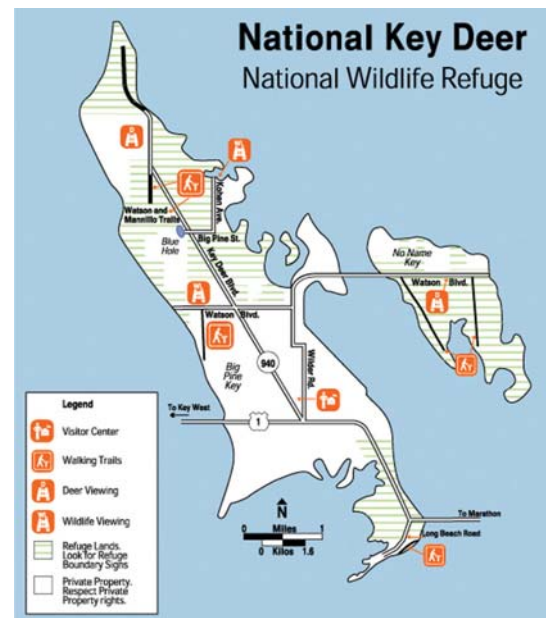 National Key Deer
National Wildlife Refuge
Kohen Ave.
Watson and
Mannillo Trails
Big Pine St.
Blue
Hole
Key Deer Blvd.
No Name
Key
Watson Blvd.
Watson Blvd.
Big
Pine
Key
940
Wilder Rd.
To Key West
1
To Marathon
Long Beach Road
N
0 Miles 1
0 Kilos 1.6
Legend
Visitor Center
Walking Trails
Deer Viewing
Wildlife Viewing
Refuge Lands.
Look for Refuge
Boundary Signs
Private Property.
Respect Private
Property rights.